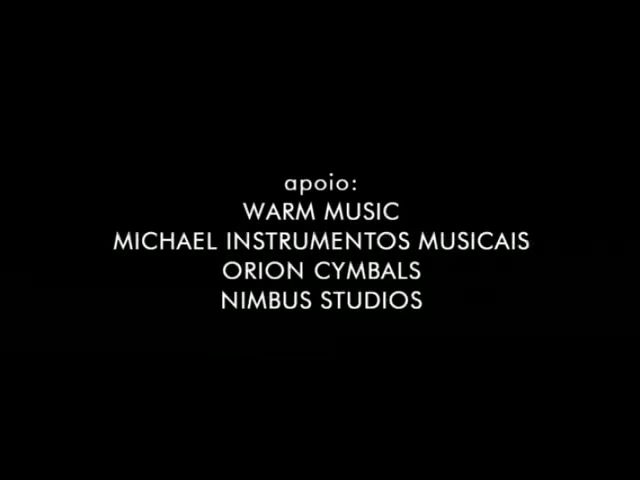 apoio:
WARM MUSIC
MICHAEL INSTRUMENTOS MUSICAIS
ORION CYMBALS
NIMBUS STUDIOS